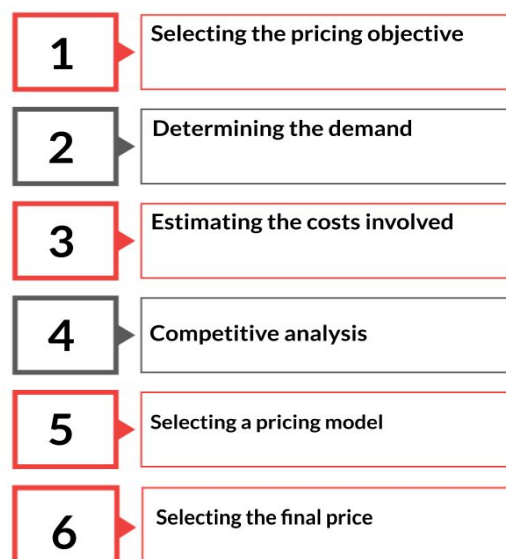 1
Selecting the pricing objective
2
Determining the demand
3
Estimating the costs involved
4
Competitive analysis
5
Selecting a pricing model
6
Selecting the final price